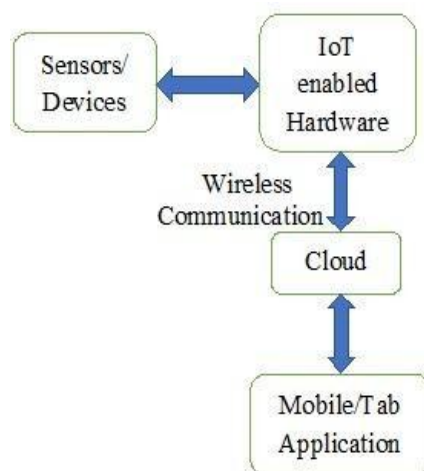 Sensors/
Devices
IoT
enabled
Hardware
Wireless
Communication
Cloud
Mobile/Tab
Application